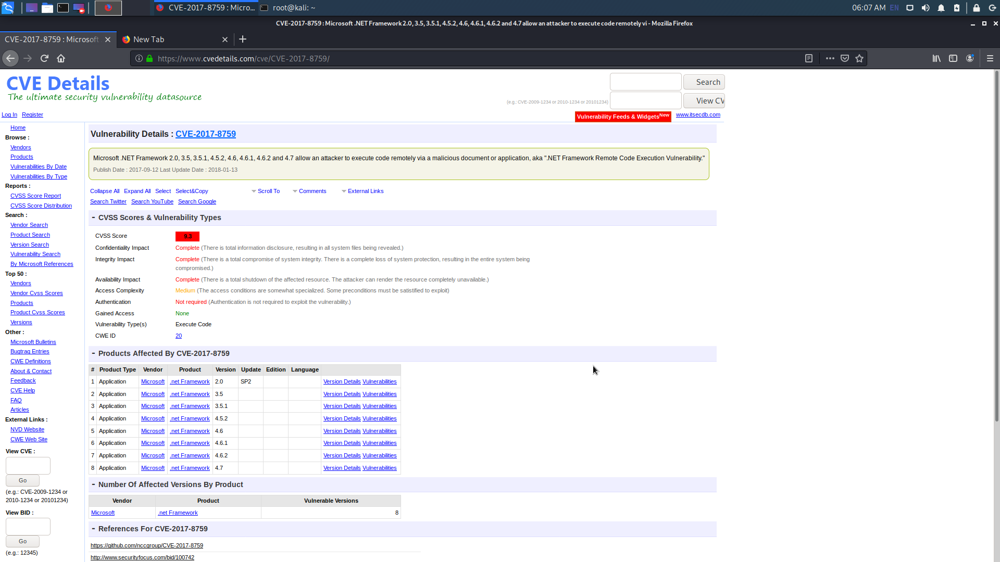 CVE-2017-8759 : Micro...
root@kali: ~
06:07 AM
EN
CVE-2017-8759 : Microsoft .NET Framework 2.0, 3.5, 3.5.1, 4.5.2, 4.6, 4.6.1, 4.6.2 and 4.7 allow an attacker to execute code remotely vi - Mozilla Firefox
CVE-2017-8759 : Microsoft
New Tab
https://www.cvedetails.com/cve/CVE-2017-8759/
CVE Details
The ultimate security vulnerability datasource
Search
(e.g.: CVE-2009-1234 or 2010-1234 or 20101234)
View CV
Log In Register
Vulnerability Feeds & WidgetsNew
www.itsecdb.com
Home
Browse :
Vendors
Products
Vulnerabilities By Date
Vulnerabilities By Type
Reports :
CVSS Score Report
CVSS Score Distribution
Search :
Vendor Search
Product Search
Version Search
Vulnerability Search
By Microsoft References
Top 50 :
Vendors
Vendor Cvss Scores
Products
Product Cvss Scores
Versions
Other :
Microsoft Bulletins
Bugtraq Entries
CWE Definitions
About & Contact
Feedback
CVE Help
FAQ
Articles
External Links :
NVD Website
CWE Web Site
View CVE :
Go
(e.g.: CVE-2009-1234 or
2010-1234 or 20101234)
View BID :
Go
(e.g.: 12345)
Vulnerability Details : CVE-2017-8759
Microsoft .NET Framework 2.0, 3.5, 3.5.1, 4.5.2, 4.6, 4.6.1, 4.6.2 and 4.7 allow an attacker to execute code remotely via a malicious document or application, aka ".NET Framework Remote Code Execution Vulnerability."
Publish Date : 2017-09-12 Last Update Date : 2018-01-13
Collapse All Expand All Select Select&Copy Scroll To Comments External Links
Search Twitter Search YouTube Search Google
- CVSS Scores & Vulnerability Types
CVSS Score 9.3
Confidentiality Impact Complete (There is total information disclosure, resulting in all system files being revealed.)
Integrity Impact Complete (There is a total compromise of system integrity. There is a complete loss of system protection, resulting in the entire system being
compromised.)
Availability Impact Complete (There is a total shutdown of the affected resource. The attacker can render the resource completely unavailable.)
Access Complexity Medium (The access conditions are somewhat specialized. Some preconditions must be satistified to exploit)
Authentication Not required (Authentication is not required to exploit the vulnerability.)
Gained Access None
Vulnerability Type(s) Execute Code
CWE ID 20
- Products Affected By CVE-2017-8759
# Product Type Vendor Product Version Update Edition Language
1 Application Microsoft .net Framework 2.0 SP2 Version Details Vulnerabilities
2 Application Microsoft .net Framework 3.5 Version Details Vulnerabilities
3 Application Microsoft .net Framework 3.5.1 Version Details Vulnerabilities
4 Application Microsoft .net Framework 4.5.2 Version Details Vulnerabilities
5 Application Microsoft .net Framework 4.6 Version Details Vulnerabilities
6 Application Microsoft .net Framework 4.6.1 Version Details Vulnerabilities
7 Application Microsoft .net Framework 4.6.2 Version Details Vulnerabilities
8 Application Microsoft .net Framework 4.7 Version Details Vulnerabilities
- Number Of Affected Versions By Product
Vendor Product Vulnerable Versions
Microsoft .net Framework 8
- References For CVE-2017-8759
https://github.com/nccgroup/CVE-2017-8759
http://www.securityfocus.com/bid/100742